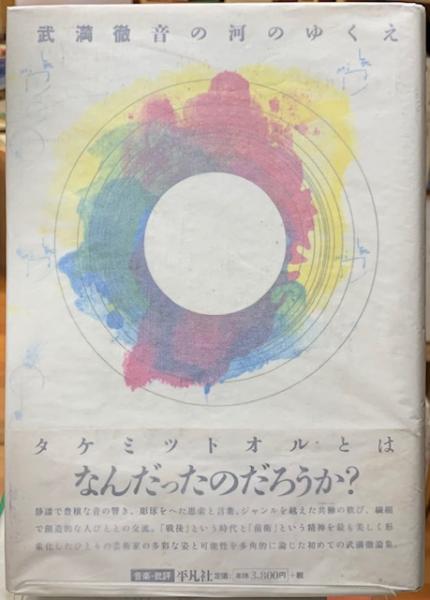 武満徹音の河のゆくえ
タケミツトオルとは
なんだったのだろうか?
静謐で豊穣な音の響き、彫琢をへた思索と言葉。ジャンルを越えた共働の歓び、繊細
で創造的な人びととの交流。「戦後」という時代と「前衛」という精神を最も美しく形
象化したひとりの芸術家の多彩な姿と可能性を多角的に論じた初めての武満徹論集。
音楽・批評 平凡社 定価:本体3,800円+税